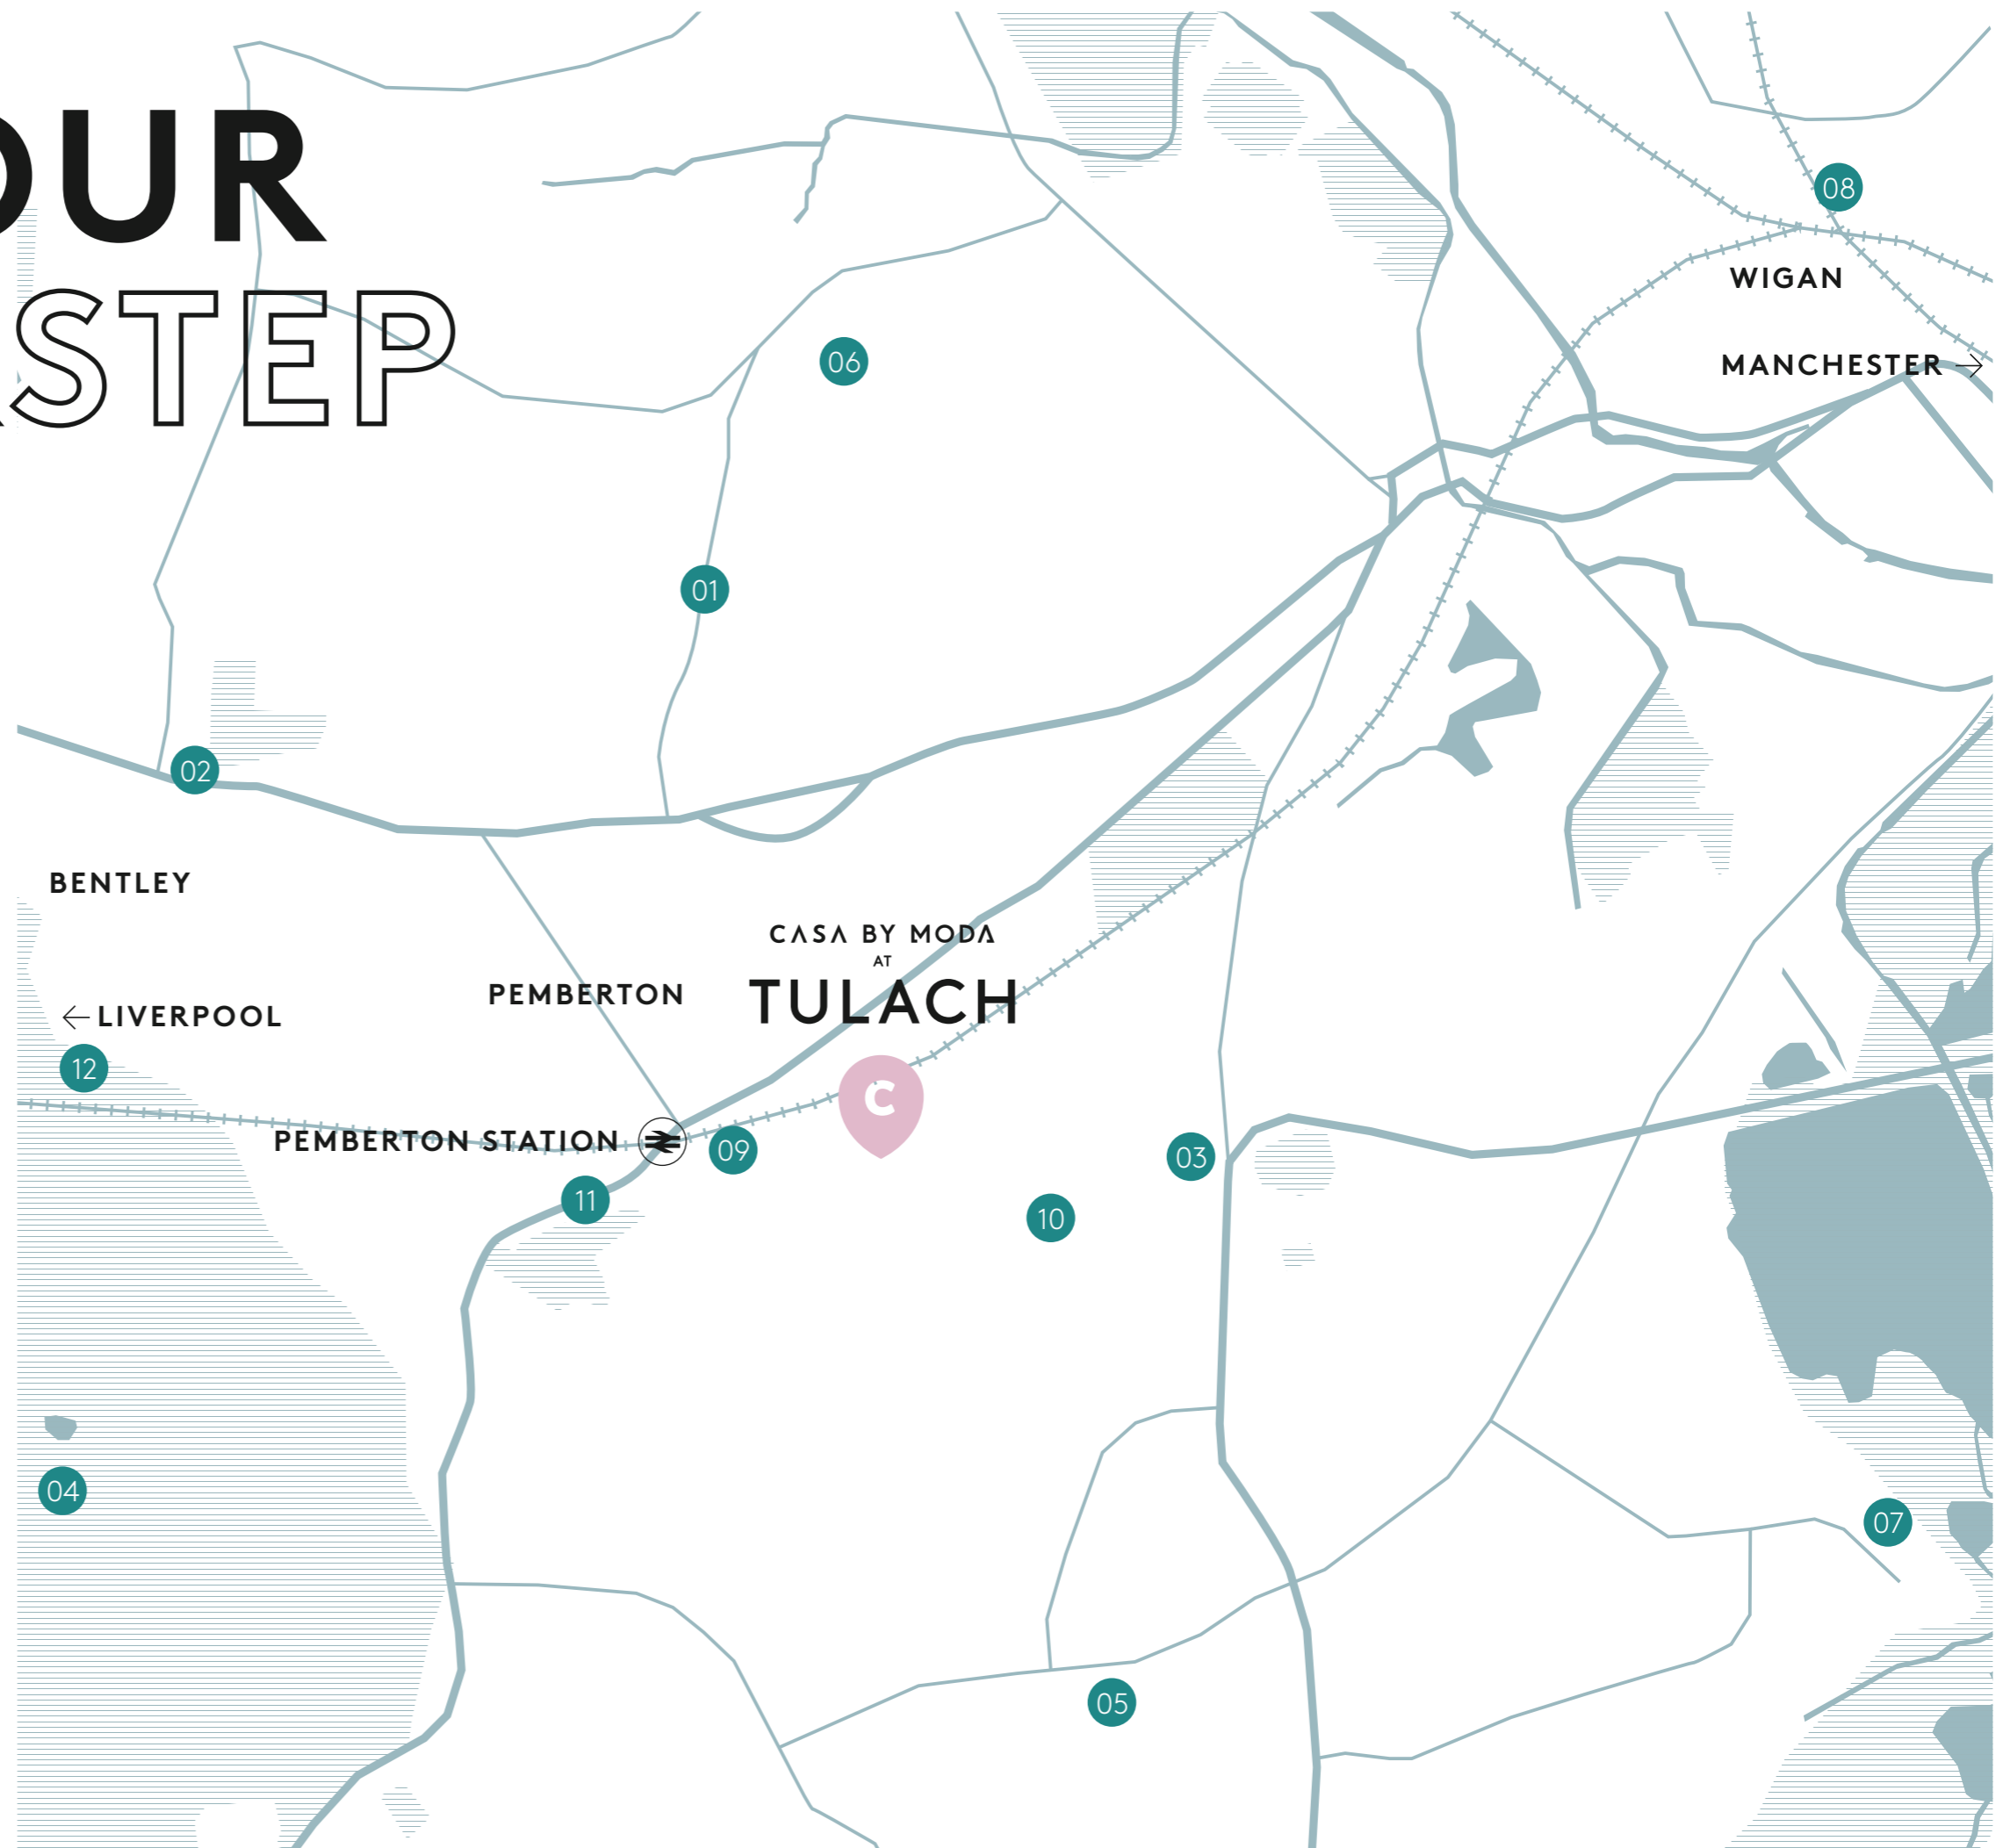 OUR
STEP
08
WIGAN
06
MANCHESTER →
01
02
BENTLEY
CASA BY MODA
AT
TULACH
PEMBERTON
← LIVERPOOL
12
C
PEMBERTON STATION
09
03
11
10
04
07
05